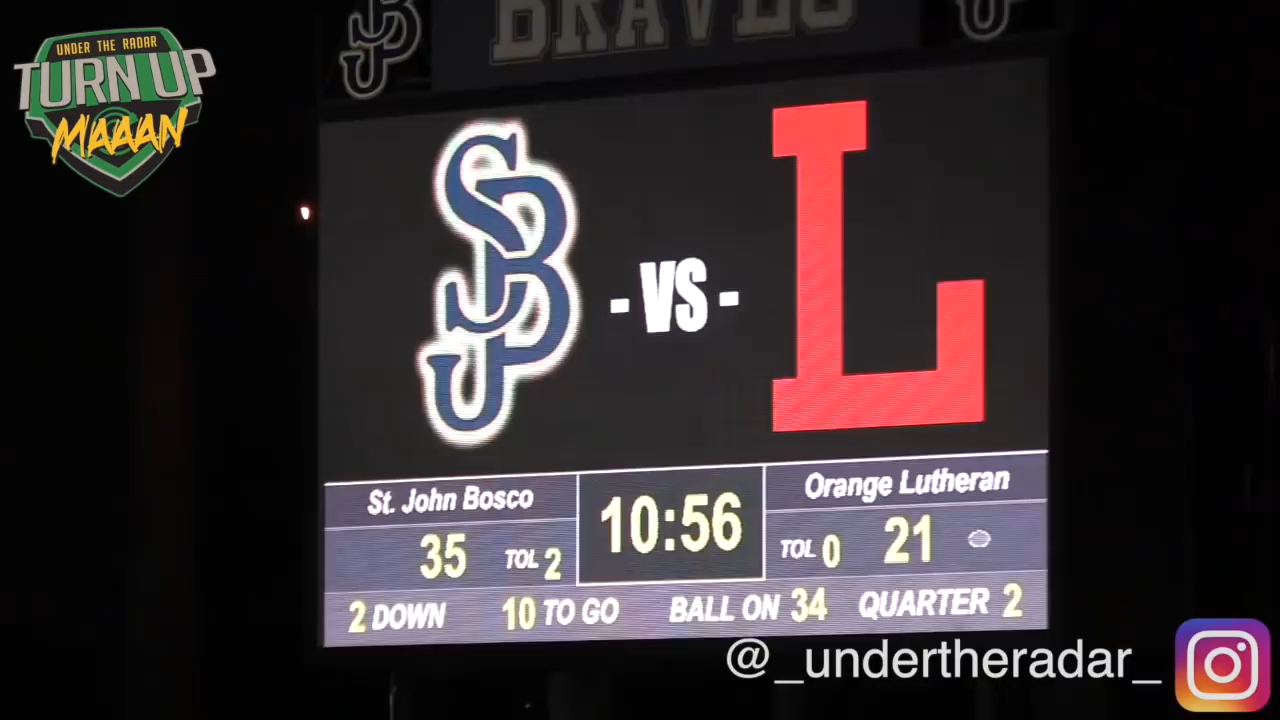 BRAVES
UNDER THE RADAR
TURN UP
MAAAN
SJB
- VS -
L
St. John Bosco
35 TOL 2
10:56
Orange Lutheran
TOL 0 21
2 DOWN 10 TO GO BALL ON 34 QUARTER 2
@_undertheradar_